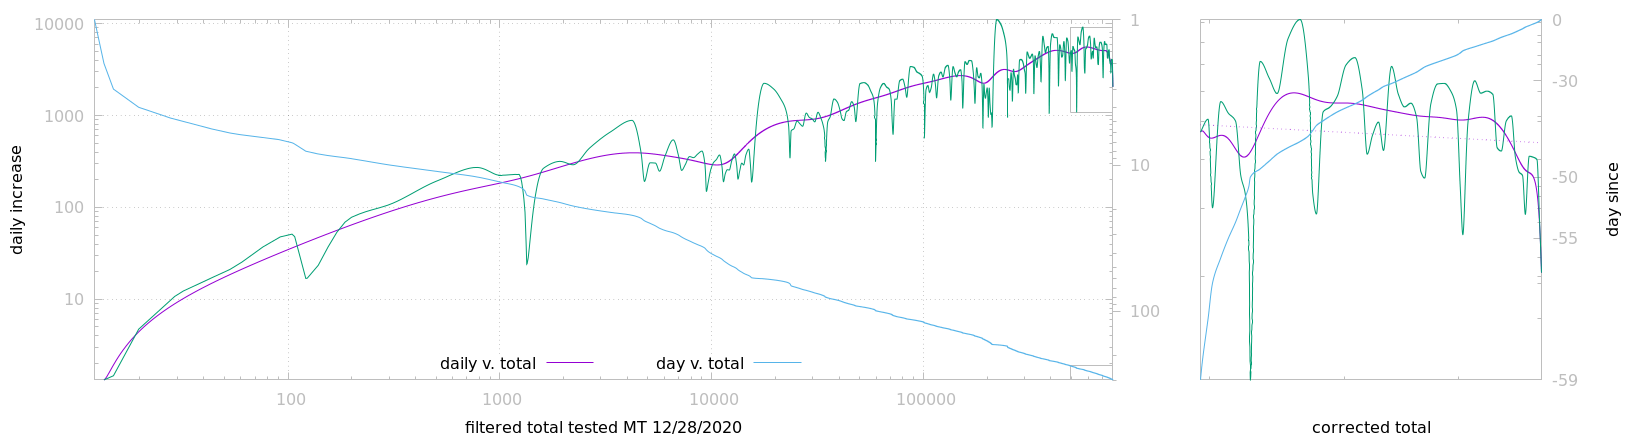 daily increase
10000
1000
100
10
daily v. total
day v. total
100
1000
10000
100000
filtered total tested MT 12/28/2020
1
10
100
0
-30
-50
-55
-59
day since
corrected total